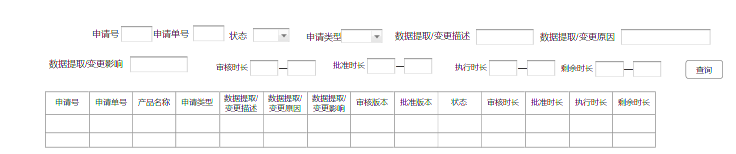 申请号 申请单号 状态 申请类型 数据提取/变更描述 数据提取/变更原因
数据提取/变更影响 审核时长 — 批准时长 — 执行时长 — 剩余时长 — 查询
申请号 申请单号 产品名称 申请类型 数据提取/变更描述 数据提取/变更原因 数据提取/变更影响 审核版本 批准版本 状态 审核时长 批准时长 执行时长 剩余时长